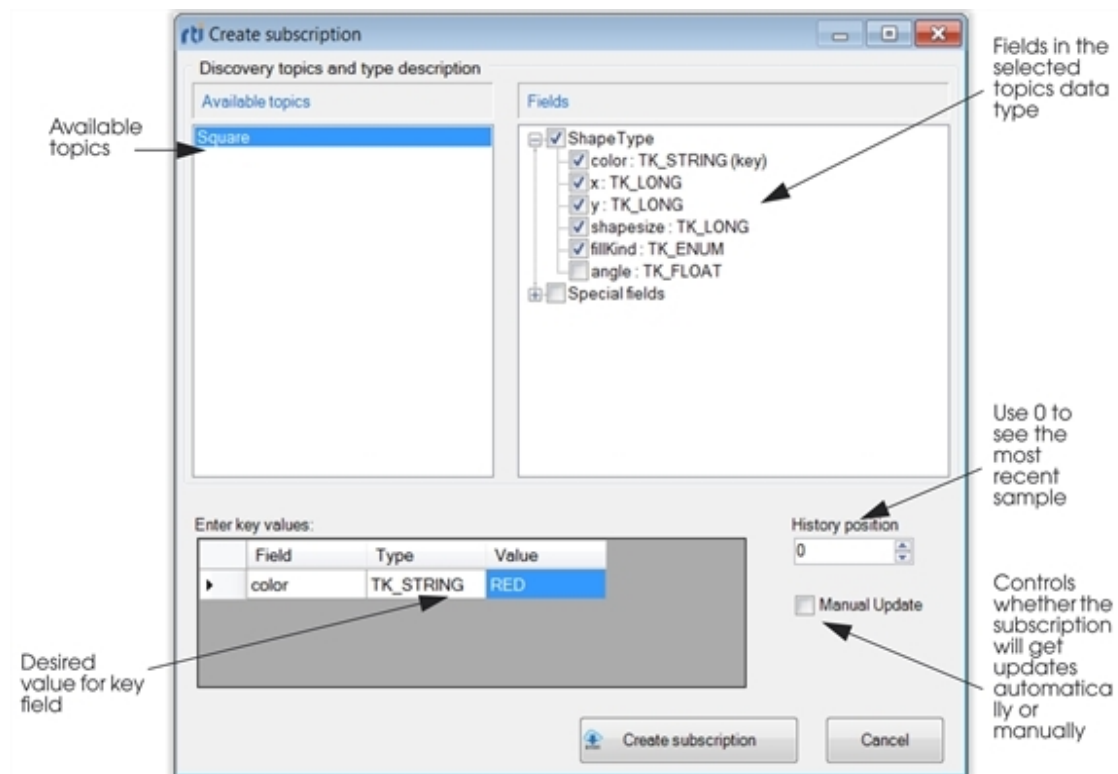 rti Create subscription
Discovery topics and type description
Available topics
Fields
Square
ShapeType
color : TK_STRING (key)
x : TK_LONG
y : TK_LONG
shapesize : TK_LONG
fillKind : TK_ENUM
angle : TK_FLOAT
Special fields
Enter key values:
Field Type Value
color TK_STRING RED
History position
0
Manual Update
Create subscription
Cancel
Available
topics
Desired
value for key
field
Fields in the
selected
topics data
type
Use 0 to
see the
most
recent
sample
Controls
whether the
subscription
will get
updates
automatica
lly or
manually